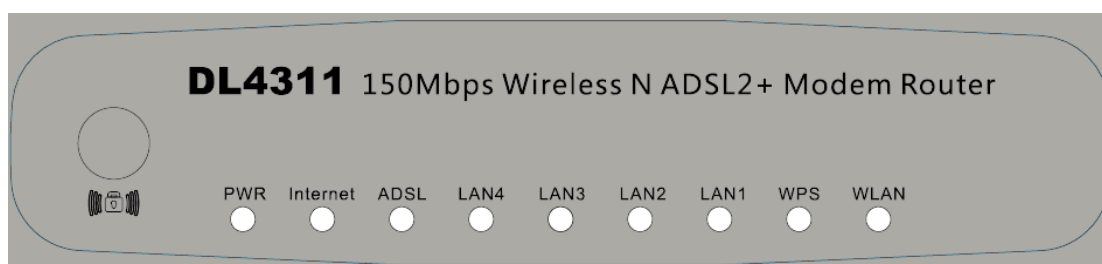 DL4311 150Mbps Wireless N ADSL2+ Modem Router
PWR Internet ADSL LAN4 LAN3 LAN2 LAN1 WPS WLAN